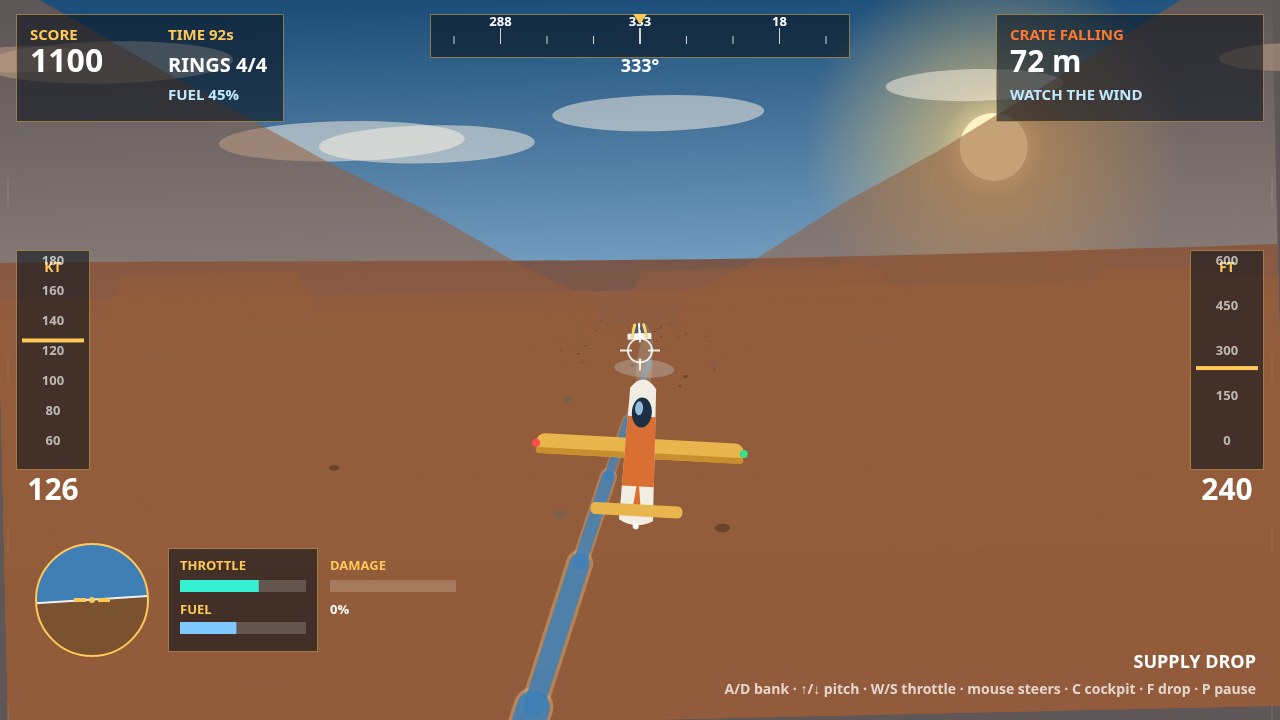 SCORE
1100
TIME 92s
RINGS 4/4
FUEL 45%
288 333 18
333°
CRATE FALLING
72 m
WATCH THE WIND
KT
180
160
140
120
100
80
60
126
FT
600
450
300
150
0
240
THROTTLE
FUEL
DAMAGE
0%
SUPPLY DROP
A/D bank · ↑/↓ pitch · W/S throttle · mouse steers · C cockpit · F drop · P pause